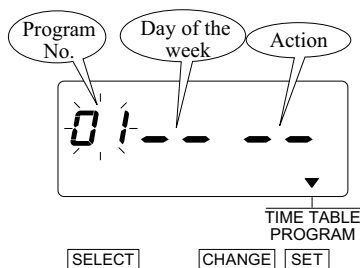 Program No.
Day of the week
Action
01-- --
TIME TABLE
PROGRAM
SELECT CHANGE SET